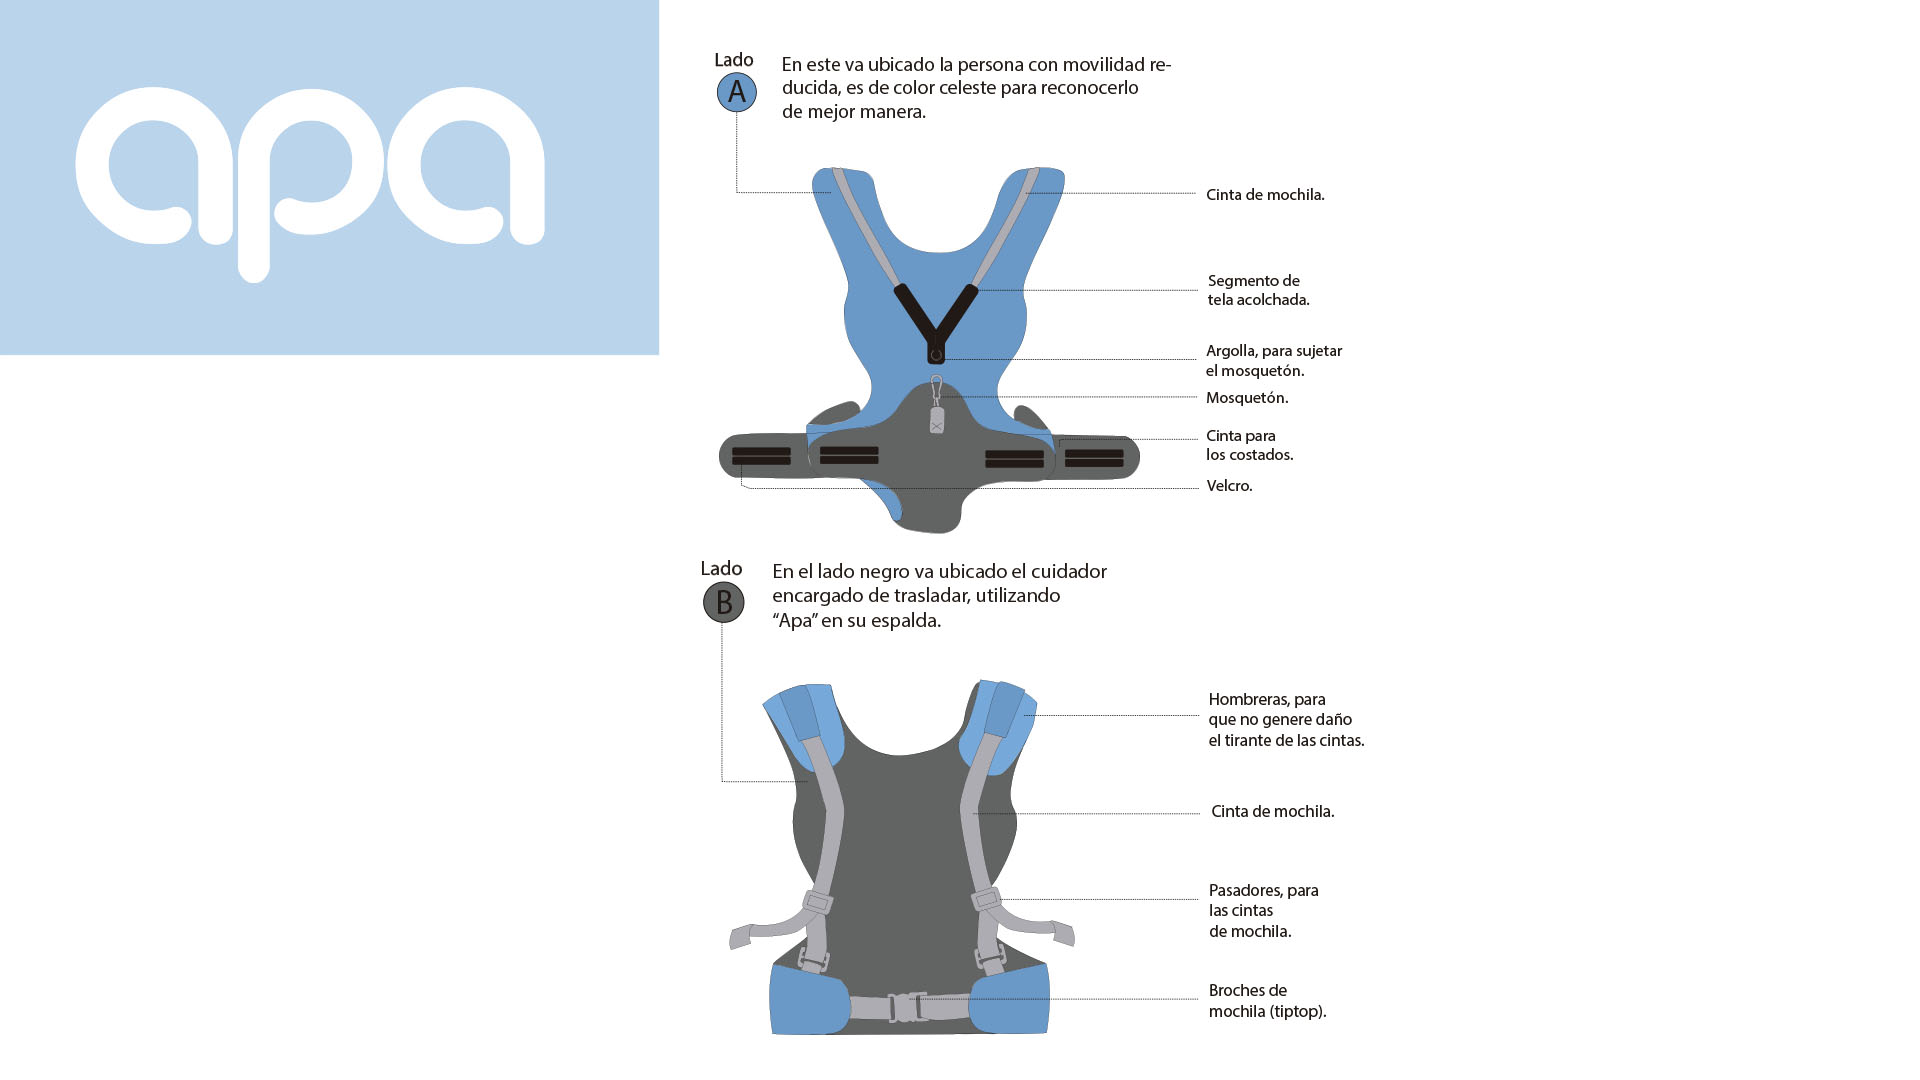 apa
Lado
A
En este va ubicado la persona con movilidad re-
ducida, es de color celeste para reconocerlo
de mejor manera.
Cinta de mochila.
Segmento de
tela acolchada.
Argolla, para sujetar
el mosquetón.
Mosquetón.
Cinta para
los costados.
Velcro.
Lado
B
En el lado negro va ubicado el cuidador
encargado de trasladar, utilizando
“Apa” en su espalda.
Hombreras, para
que no genere daño
el tirante de las cintas.
Cinta de mochila.
Pasadores, para
las cintas
de mochila.
Broches de
mochila (tiptop).